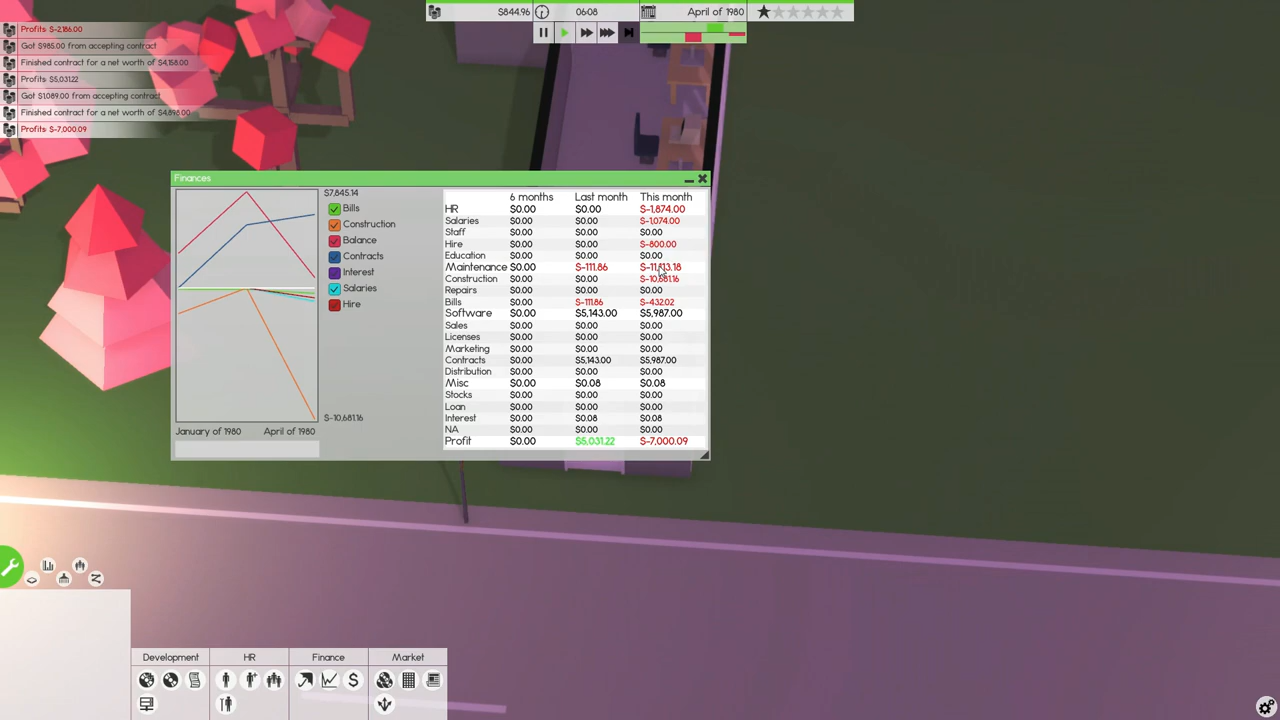 $844.96
06:08
April of 1980
Profits: $-2,186.00
Got $985.00 from accepting contract
Finished contract for a net worth of $4,158.00
Profits: $5,031.22
Got $1,089.00 from accepting contract
Finished contract for a net worth of $4,898.00
Profits: $-7,000.09
Finances
$7,845.14
Bills
Construction
Balance
Contracts
Interest
Salaries
Hire
$-10,681.16
January of 1980 April of 1980
6 months Last month This month
HR $0.00 $0.00 $-1,874.00
Salaries $0.00 $0.00 $-1,074.00
Staff $0.00 $0.00 $0.00
Hire $0.00 $0.00 $-800.00
Education $0.00 $0.00 $0.00
Maintenance $0.00 $-111.86 $-11,113.18
Construction $0.00 $0.00 $-10,681.16
Repairs $0.00 $0.00 $0.00
Bills $0.00 $-111.86 $-432.02
Software $0.00 $5,143.00 $5,987.00
Sales $0.00 $0.00 $0.00
Licenses $0.00 $0.00 $0.00
Marketing $0.00 $0.00 $0.00
Contracts $0.00 $5,143.00 $5,987.00
Distribution $0.00 $0.00 $0.00
Misc $0.00 $0.08 $0.08
Stocks $0.00 $0.00 $0.00
Loan $0.00 $0.00 $0.00
Interest $0.00 $0.08 $0.08
NA $0.00 $0.00 $0.00
Profit $0.00 $5,031.22 $-7,000.09
Development HR Finance Market